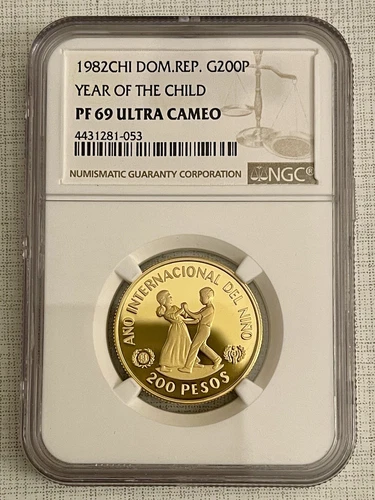 1982CHI DOM.REP. G200P
YEAR OF THE CHILD
PF 69 ULTRA CAMEO
4431281-053
NUMISMATIC GUARANTY CORPORATION
NGC®
AÑO INTERNACIONAL DEL NIÑO
200 PESOS